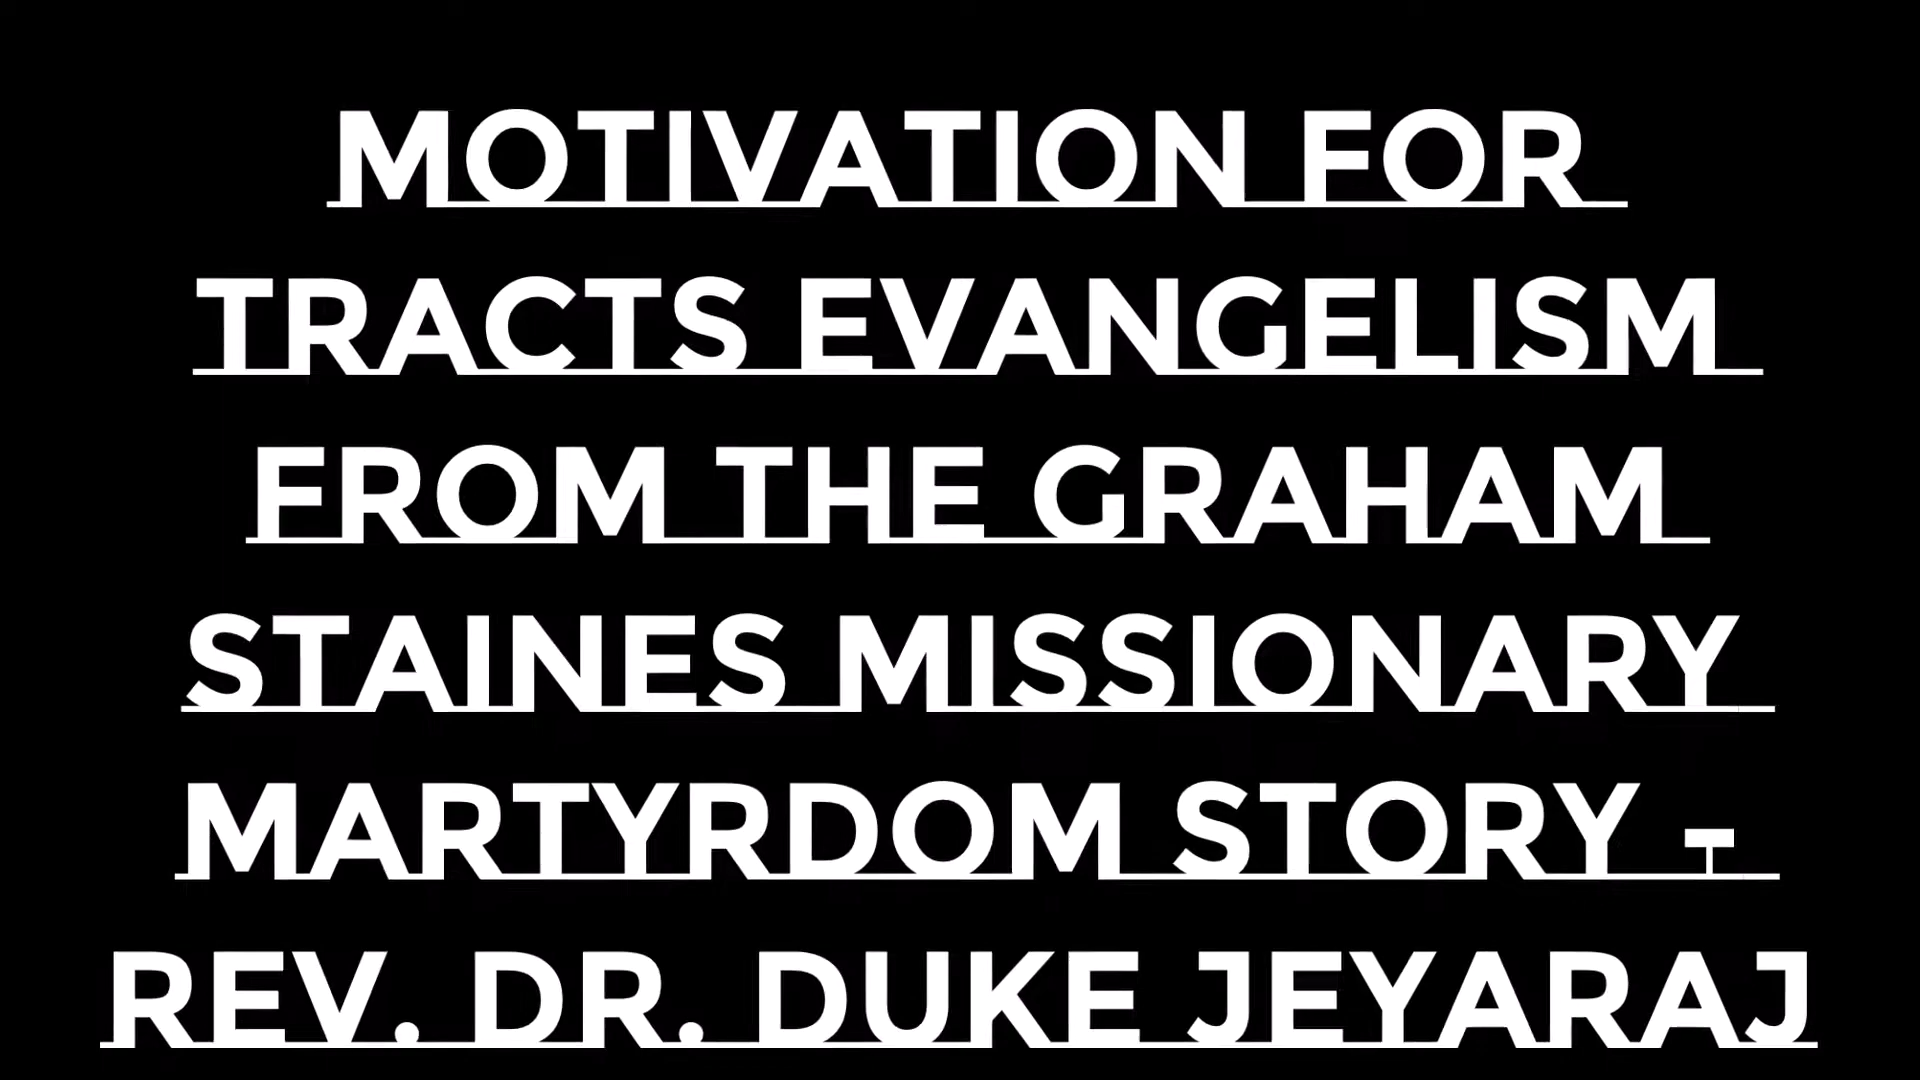 MOTIVATION FOR
TRACTS EVANGELISM
FROM THE GRAHAM
STAINES MISSIONARY
MARTYRDOM STORY -
REV. DR. DUKE JEYARAJ